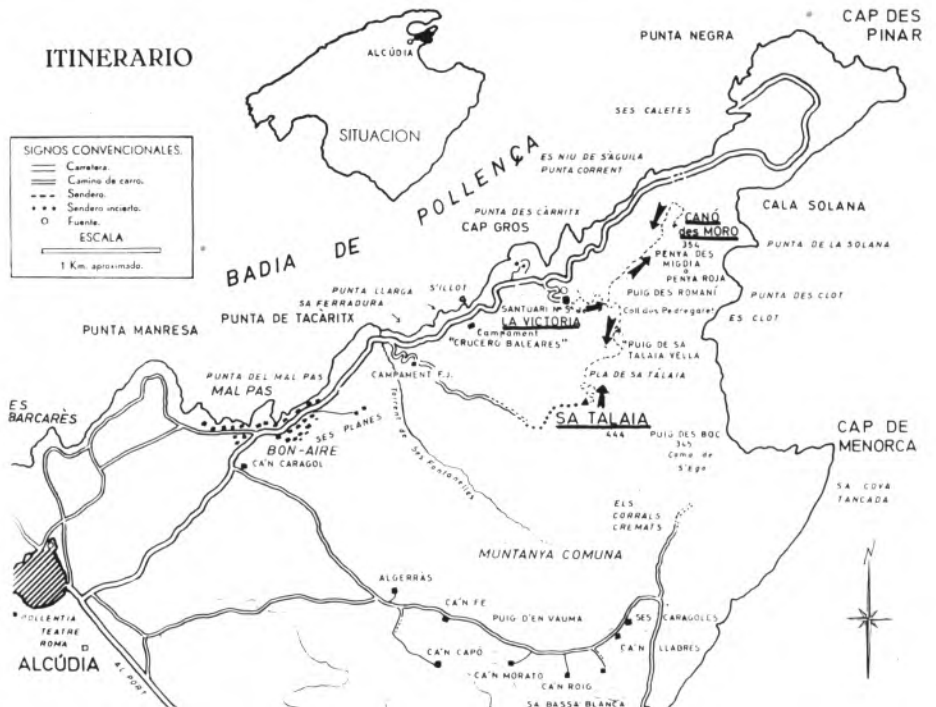 ITINERARIO
SIGNOS CONVENCIONALES.
Carretera.
Camino de carro.
Sendero.
Sendero incierto.
Fuente.
ESCALA
1 Km. aproximado.
ALCÚDIA
SITUACION
BADIA DE POLLENÇA
PUNTA NEGRA
CAP DES
PINAR
SES CALETES
ES NIU DE S'ÀGUILA
PUNTA CORRENT
PUNTA DES CÀRRITX
CAP GROS
CALA SOLANA
CANÓ
des MORO
354
PUNTA DE LA SOLANA
PENYA DES
MIGDIA
PENYA ROJA
PUIG DES ROMANÍ
PUNTA DES CLOT
ES CLOT
S'ILLOT
PUNTA LLARGA
SA FERRADURA
PUNTA DE TACÀRITX
SANTUARI Nª Sª de
LA VICTORIA
Coll dos Pedregaret
Campament
"CRUCERO BALEARES"
PUIG DE SA
TALAIA VELLA
PLA DE SA TALAIA
PUNTA MANRESA
PUNTA DEL MAL PAS
MAL PAS
CAMPAMENT F.J.
Torrent de Ses Fontanelles
SA TALAIA
444
PUIG DES BOC
345
Coma de
S'Ega
CAP DE
MENORCA
SA COVA
TANCADA
ES
BARCARÈS
SES PLANES
BON-AIRE
CA'N CARAGOL
ELS
CORRALS
CREMATS
MUNTANYA COMUNA
N
ALGERRÀS
CA'N FE
PUIG D'EN VAUMA
SES CARAGOLES
CA'N LLADRES
CA'N CAPÓ
CA'N MORATO
CA'N ROIG
SA BASSA BLANCA
POLLENTIA
TEATRE
ROMA
ALCÚDIA
AL PORT